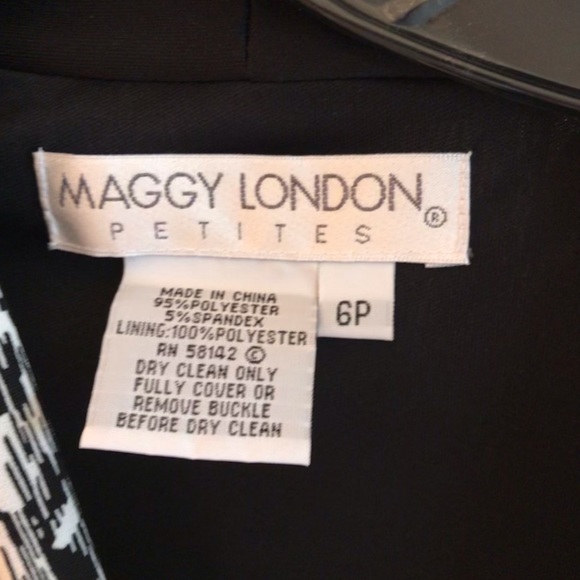 MAGGY LONDON®
PETITES
MADE IN CHINA
95%POLYESTER
5%SPANDEX
LINING:100%POLYESTER
RN 58142 ©
DRY CLEAN ONLY
FULLY COVER OR
REMOVE BUCKLE
BEFORE DRY CLEAN
6P